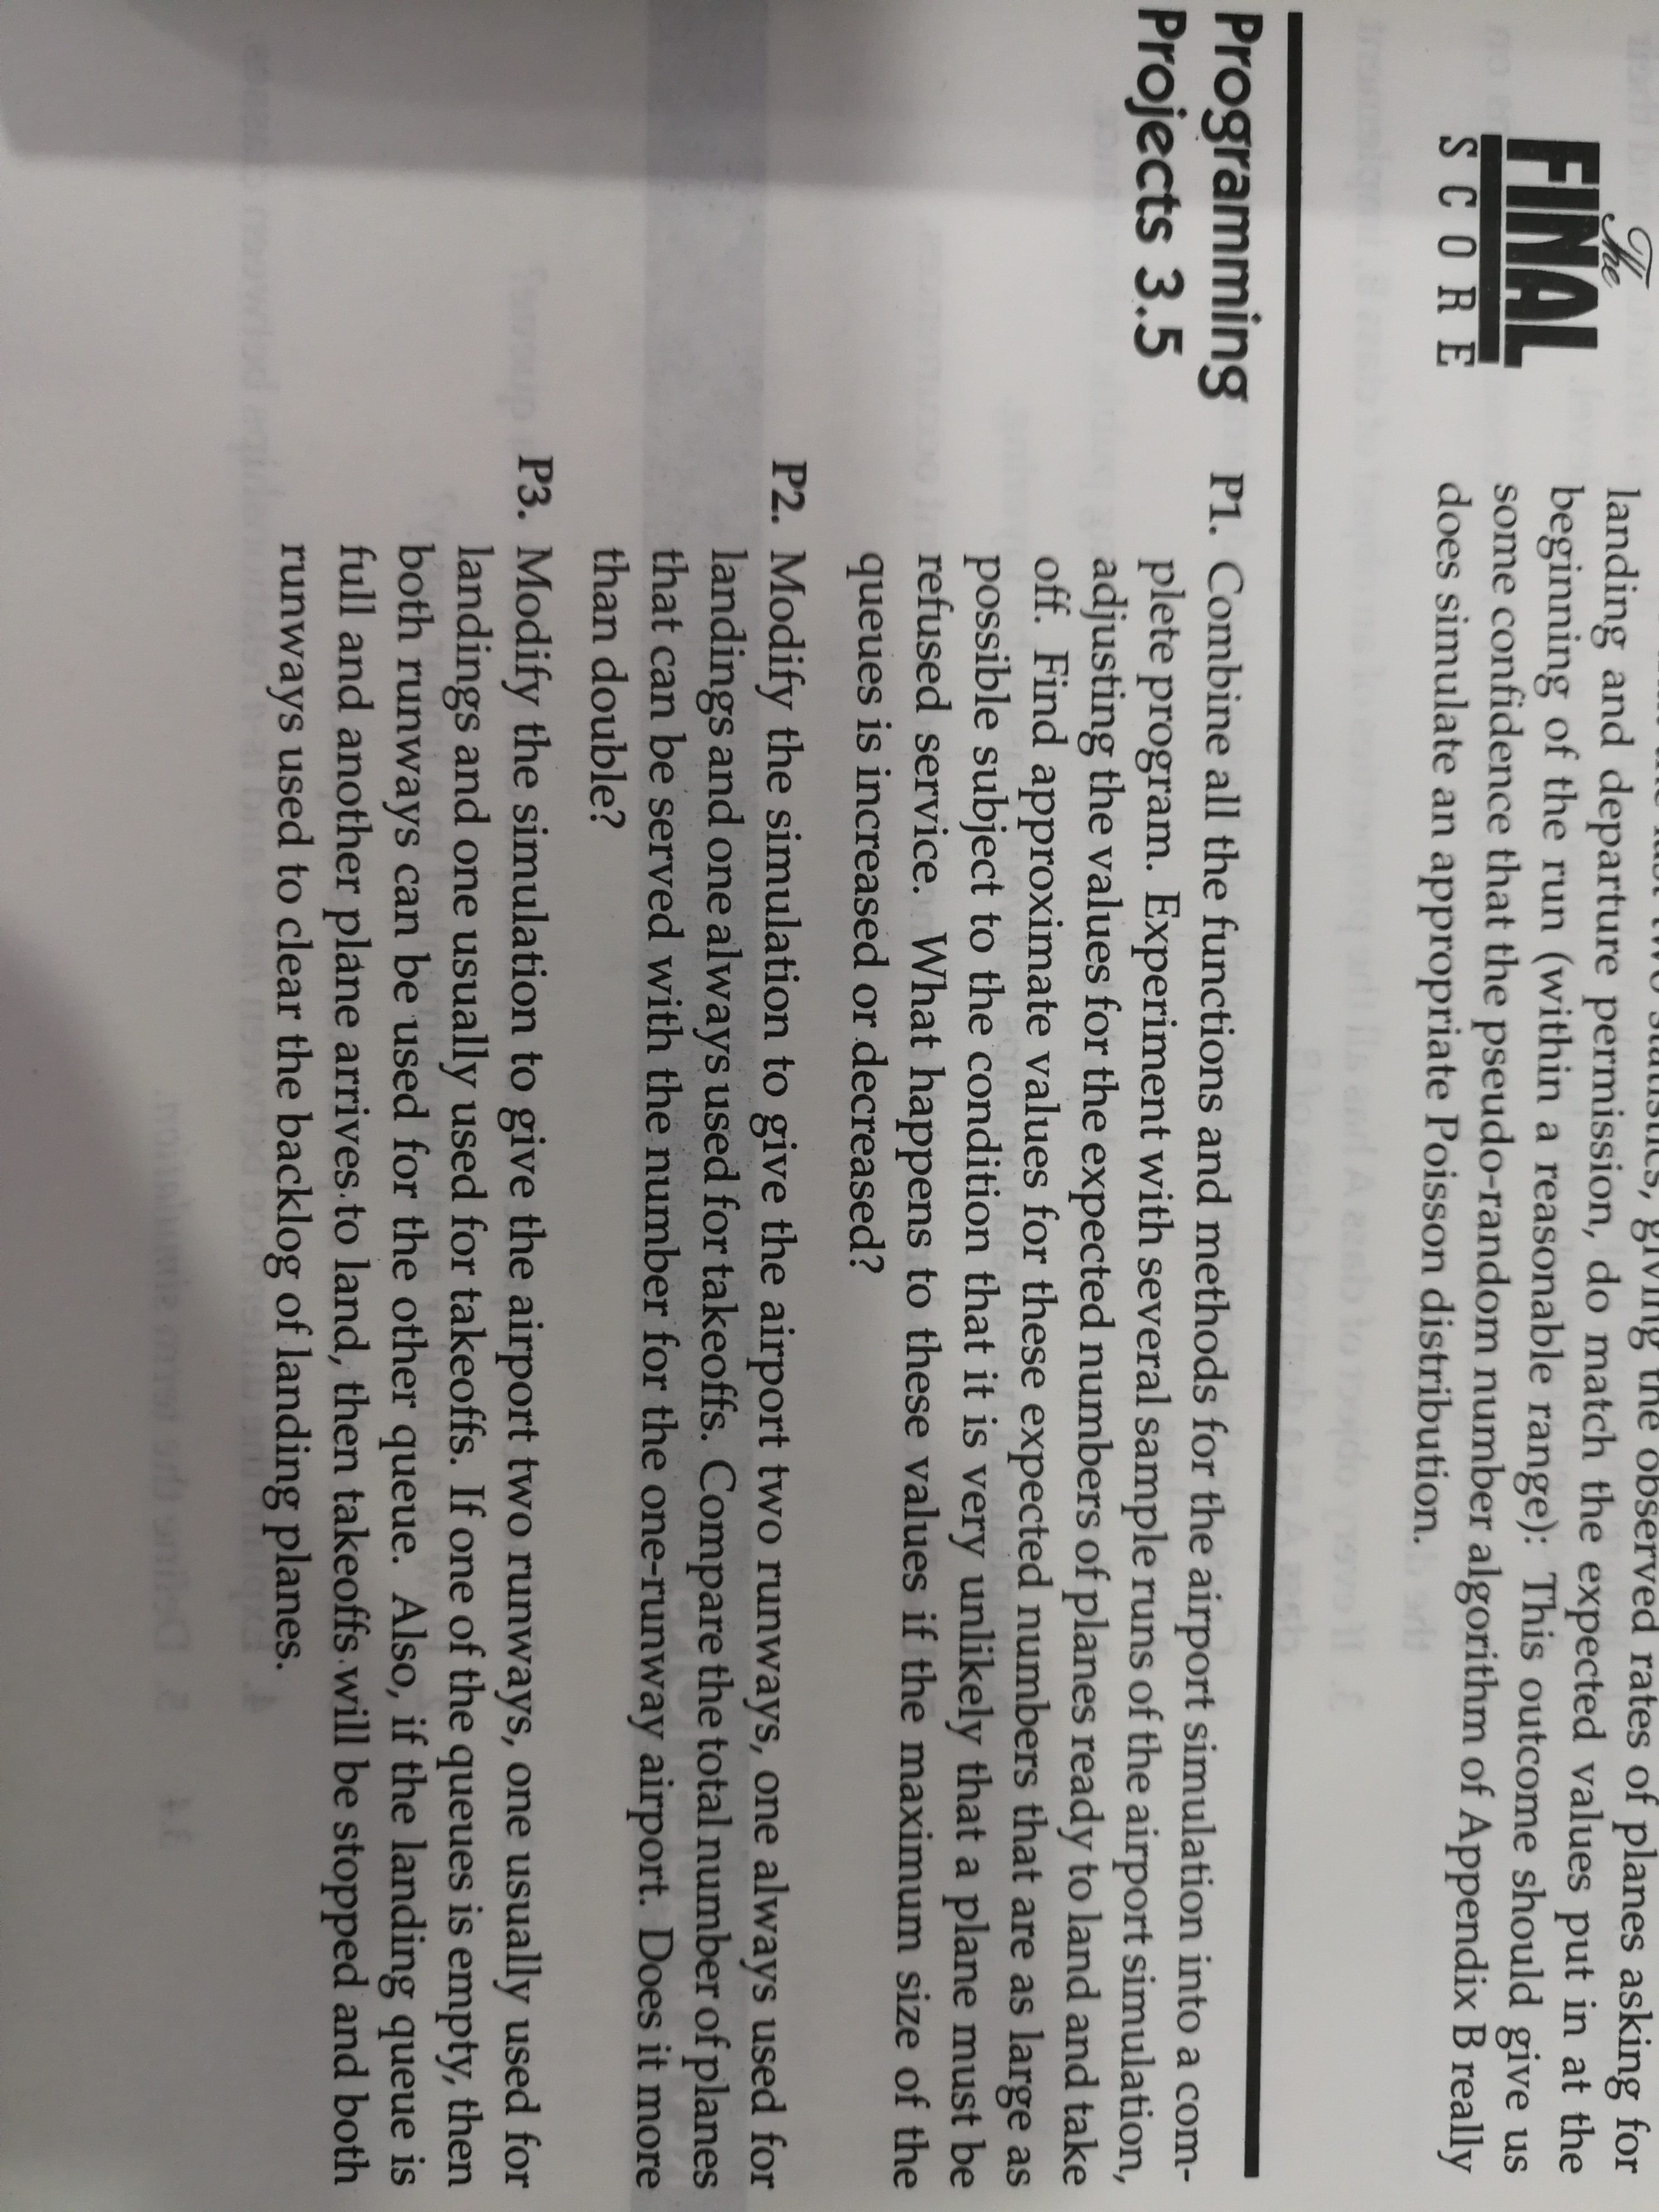 The
FINAL
SCORE
statistics, giving the observed rates of planes asking for
landing and departure permission, do match the expected values put in at the
beginning of the run (within a reasonable range): This outcome should give us
some confidence that the pseudo-random number algorithm of Appendix B really
does simulate an appropriate Poisson distribution.
Programming
Projects 3.5
P1. Combine all the functions and methods for the airport simulation into a com-
plete program. Experiment with several sample runs of the airport simulation,
adjusting the values for the expected numbers of planes ready to land and take
off. Find approximate values for these expected numbers that are as large as
possible subject to the condition that it is very unlikely that a plane must be
refused service. What happens to these values if the maximum size of the
queues is increased or decreased?
P2. Modify the simulation to give the airport two runways, one always used for
landings and one always used for takeoffs. Compare the total number of planes
that can be served with the number for the one-runway airport. Does it more
than double?
P3. Modify the simulation to give the airport two runways, one usually used for
landings and one usually used for takeoffs. If one of the queues is empty, then
both runways can be used for the other queue. Also, if the landing queue is
full and another plane arrives to land, then takeoffs will be stopped and both
runways used to clear the backlog of landing planes.